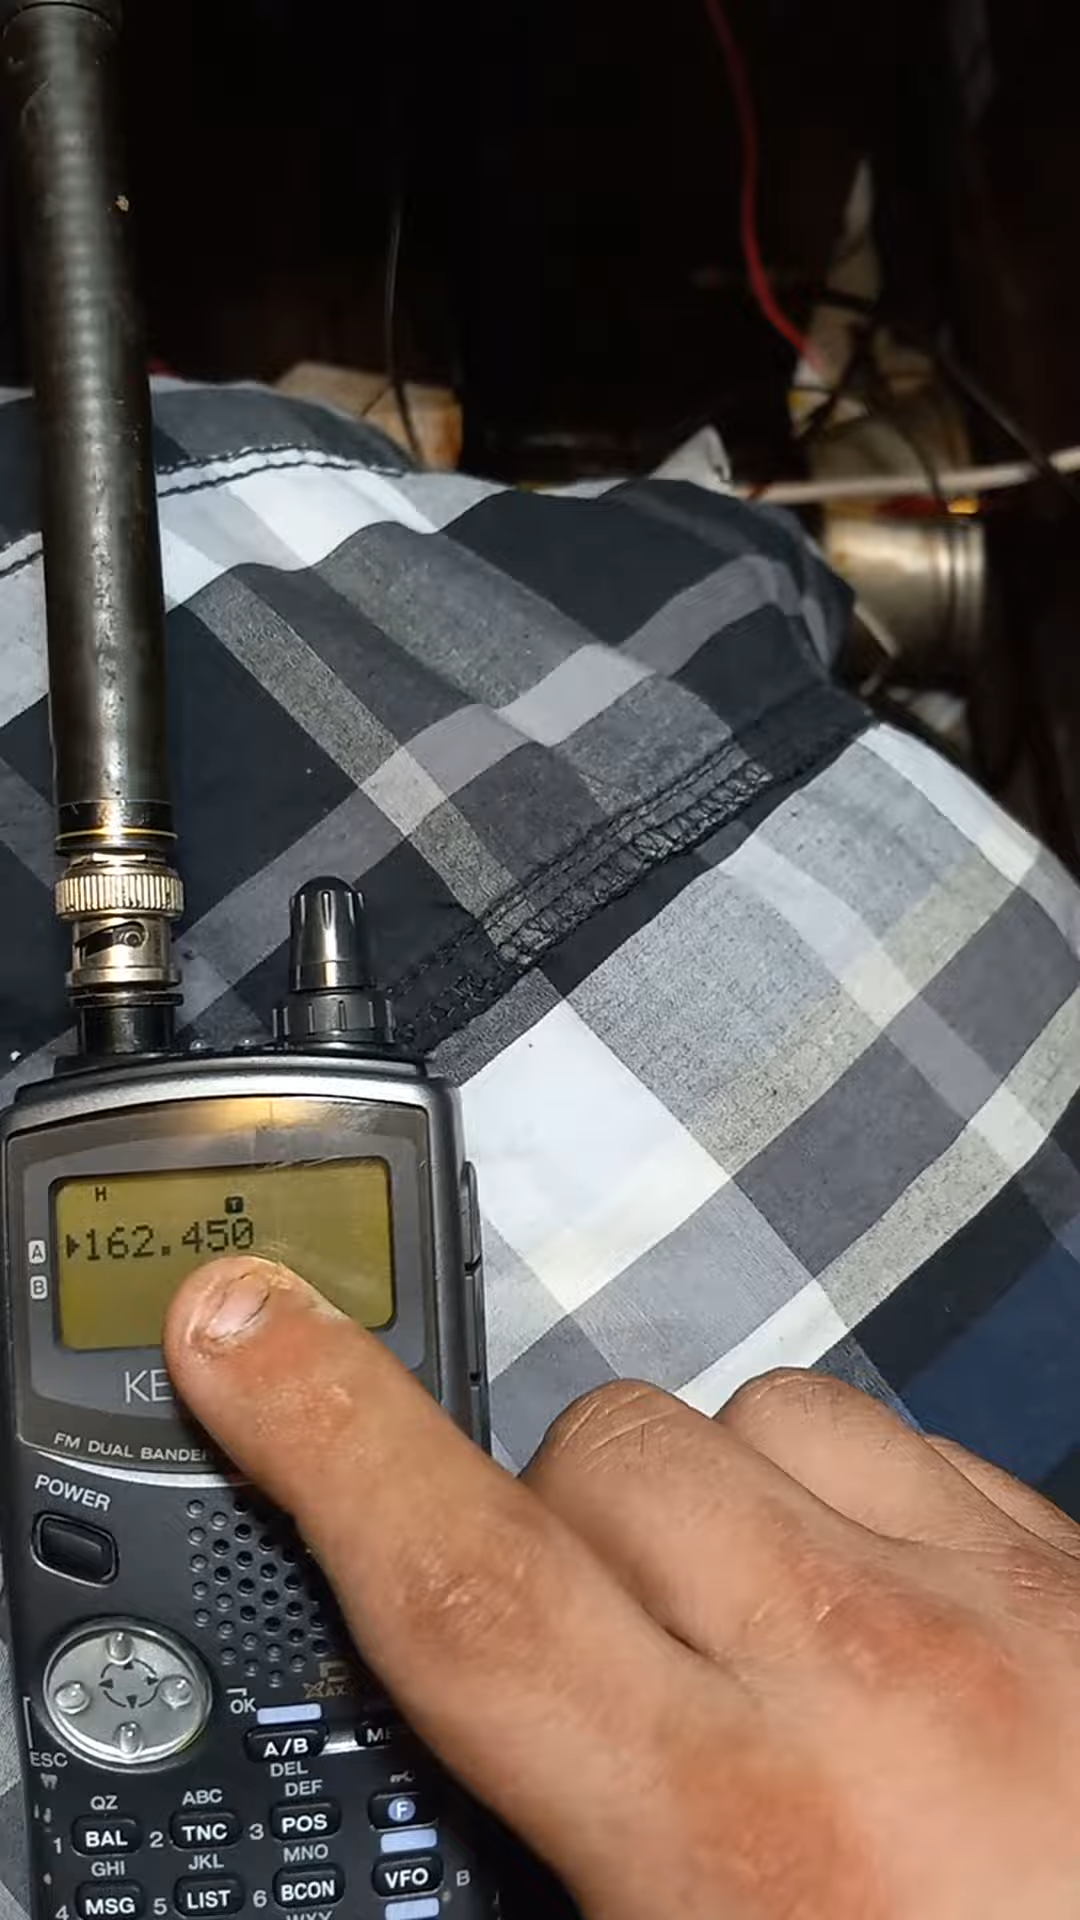 H
T
A ▶162.450
B
KE
FM DUAL BANDE
POWER
OK
A/B
DEL
ESC
QZ ABC DEF
1 BAL 2 TNC 3 POS F
GHI JKL MNO
4 MSG 5 LIST 6 BCON VFO B